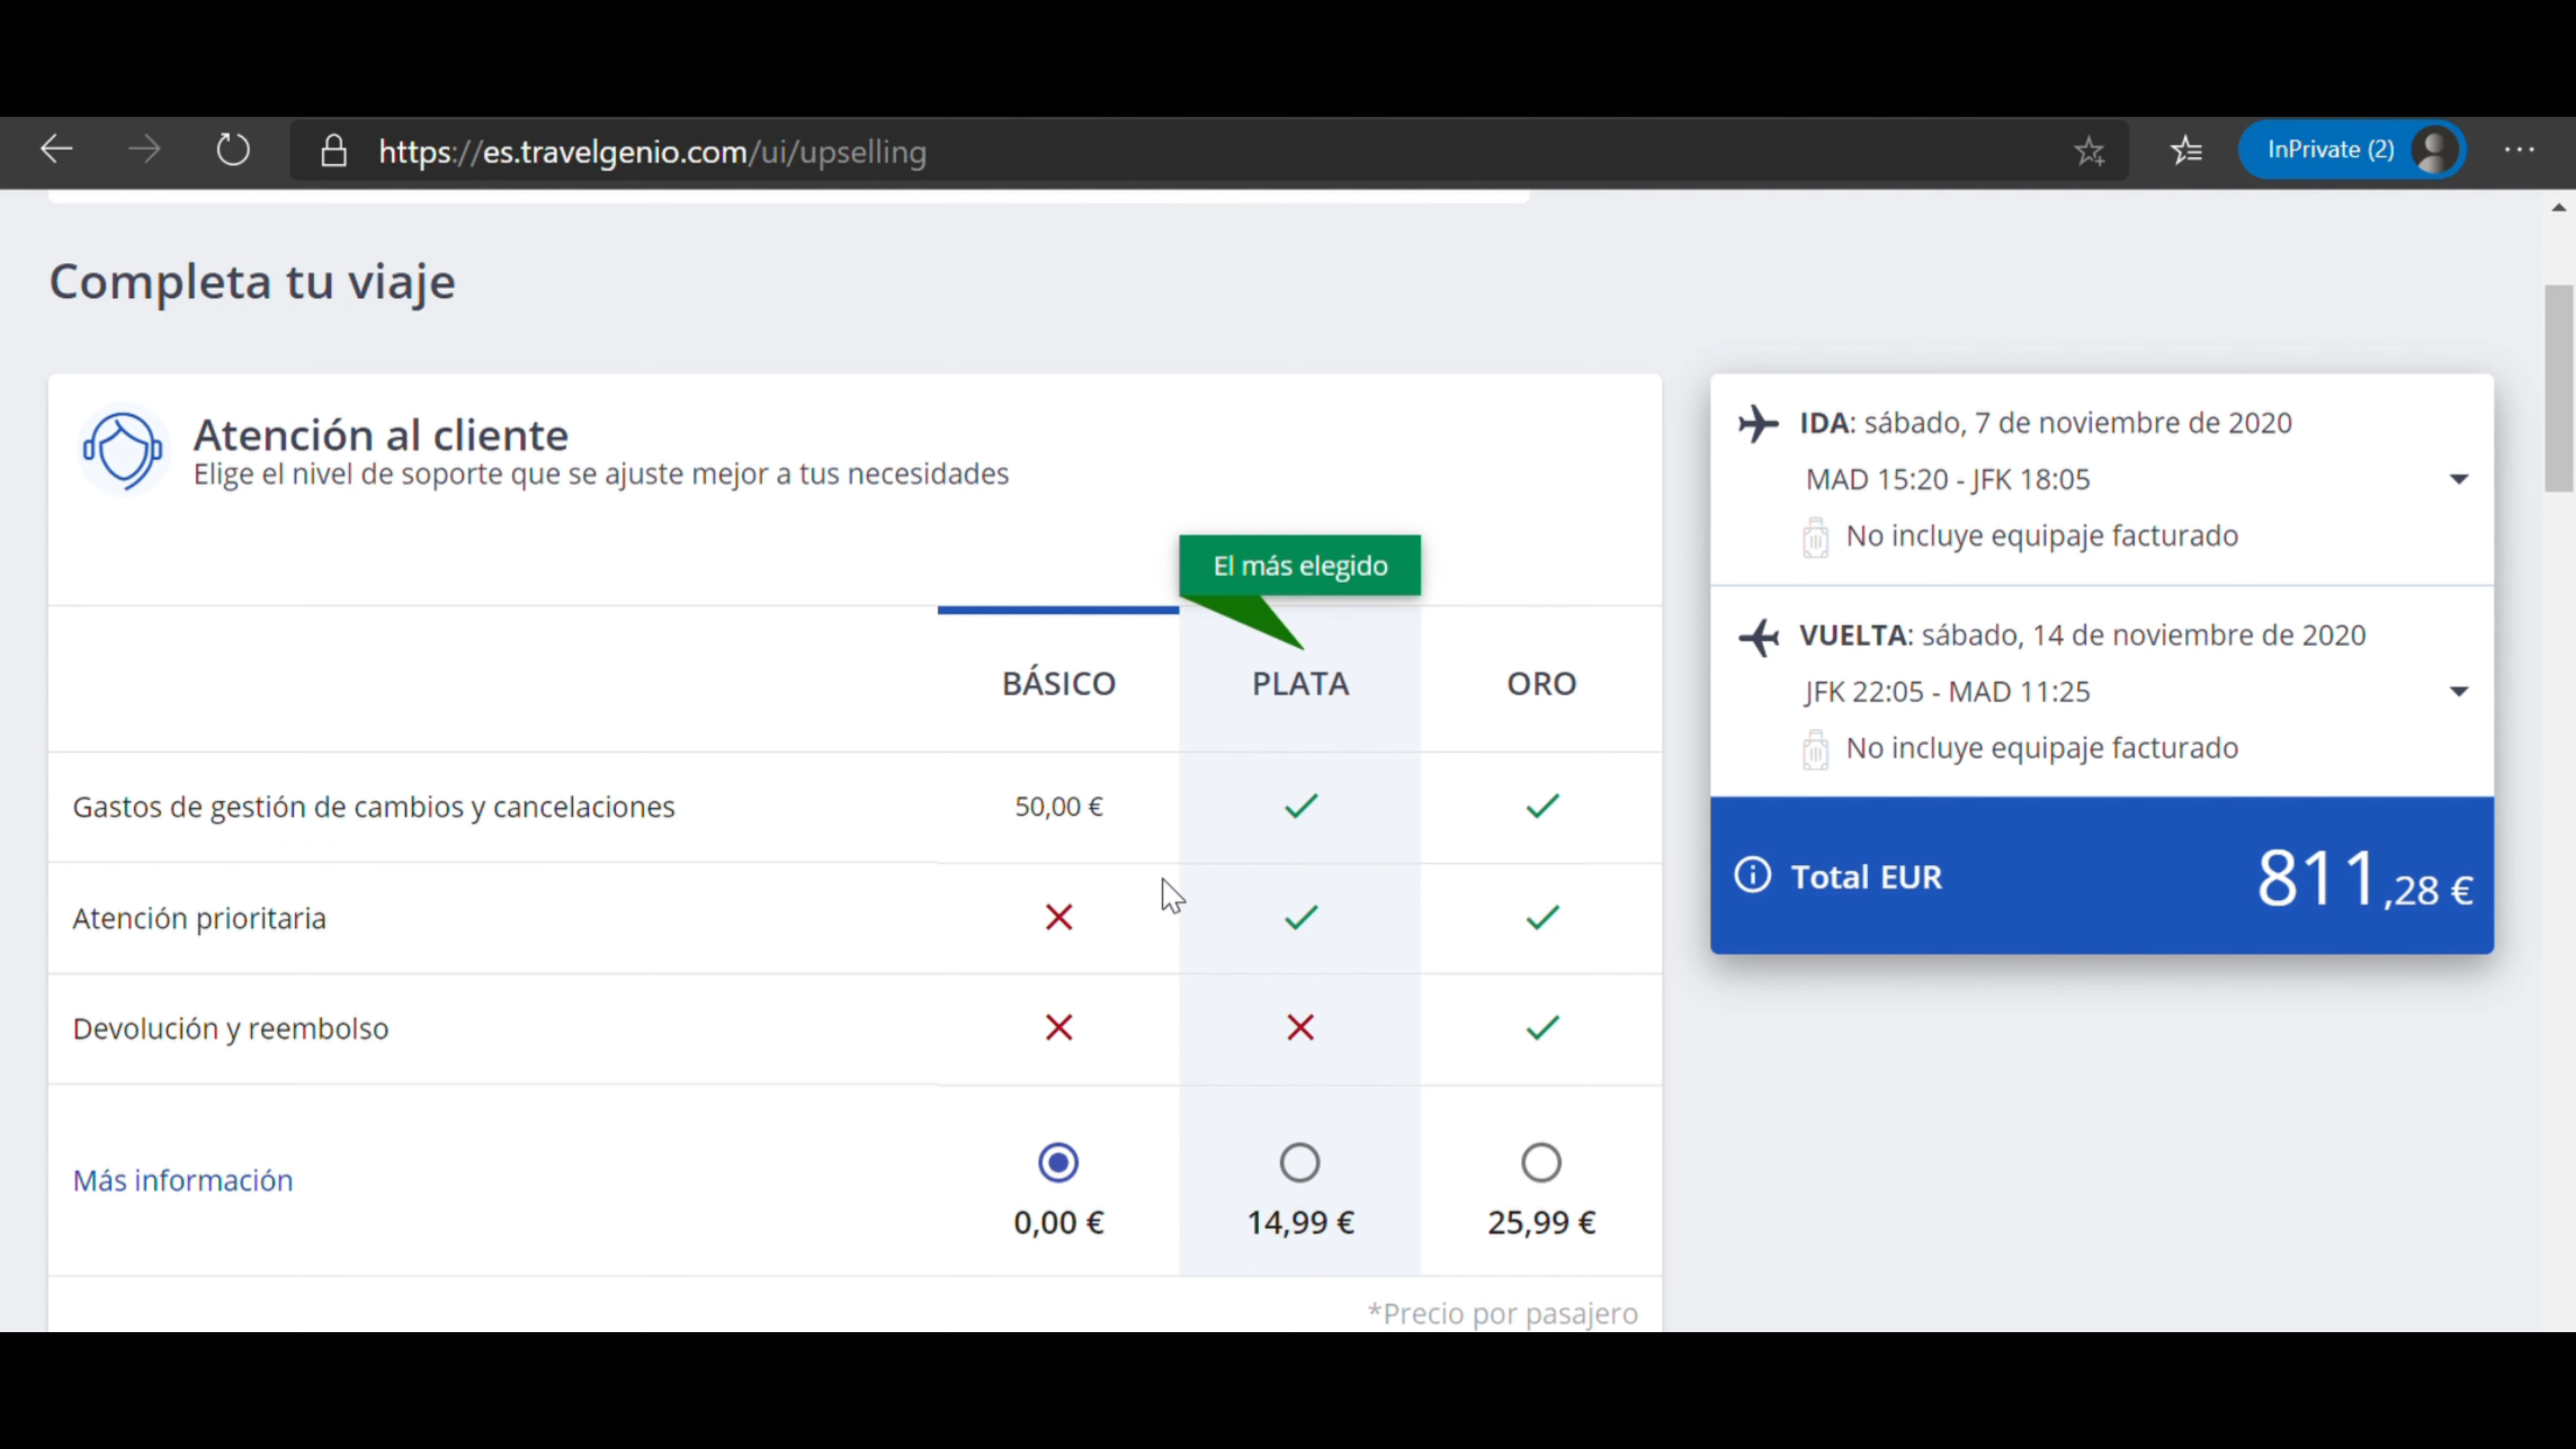 https://es.travelgenio.com/ui/upselling
InPrivate (2)
Completa tu viaje
Atención al cliente
Elige el nivel de soporte que se ajuste mejor a tus necesidades
El más elegido
BÁSICO PLATA ORO
Gastos de gestión de cambios y cancelaciones 50,00 €
Atención prioritaria
Devolución y reembolso
Más información
0,00 € 14,99 € 25,99 €
*Precio por pasajero
IDA: sábado, 7 de noviembre de 2020
MAD 15:20 - JFK 18:05
No incluye equipaje facturado
VUELTA: sábado, 14 de noviembre de 2020
JFK 22:05 - MAD 11:25
No incluye equipaje facturado
Total EUR 811,28 €